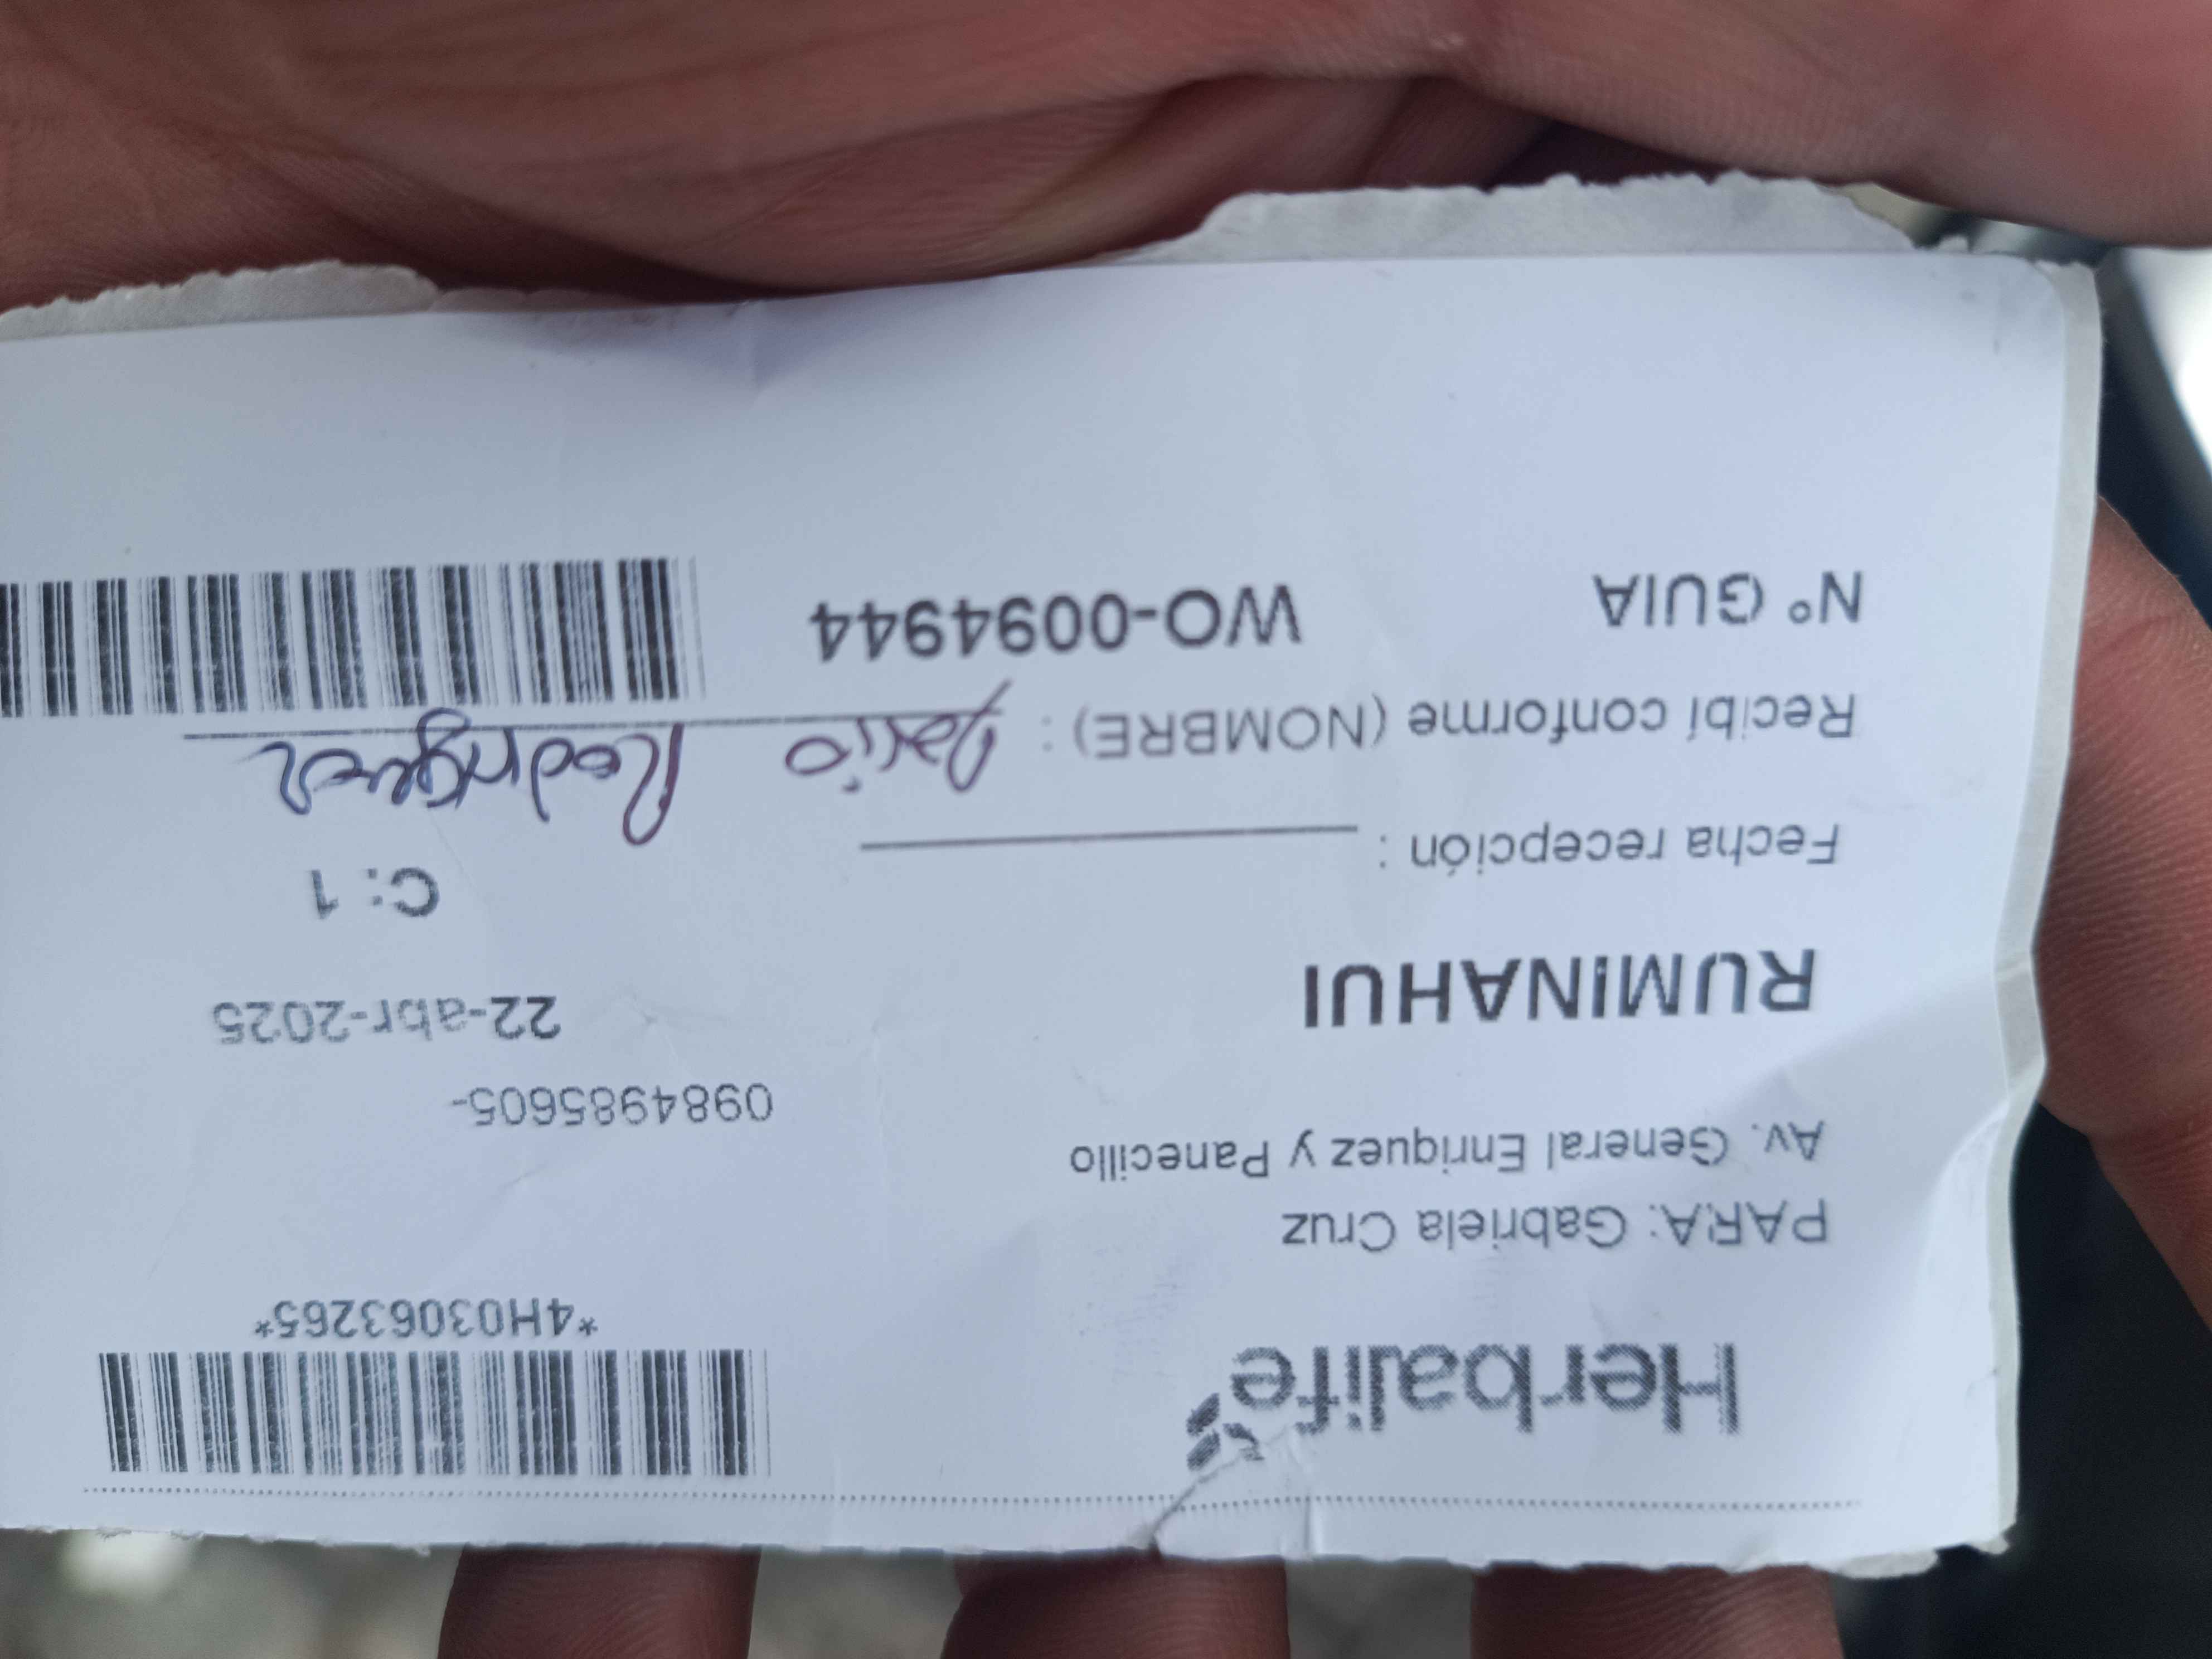 Herbalife
*4H03063265*
PARA: Gabriela Cruz
Av. General Enriquez y Panecillo
0984985605-
RUMINAHUI
22-abr-2025
Fecha recepción :
C: 1
Recibí conforme (NOMBRE) : Rodriguez
N° GUIA WO-0094944